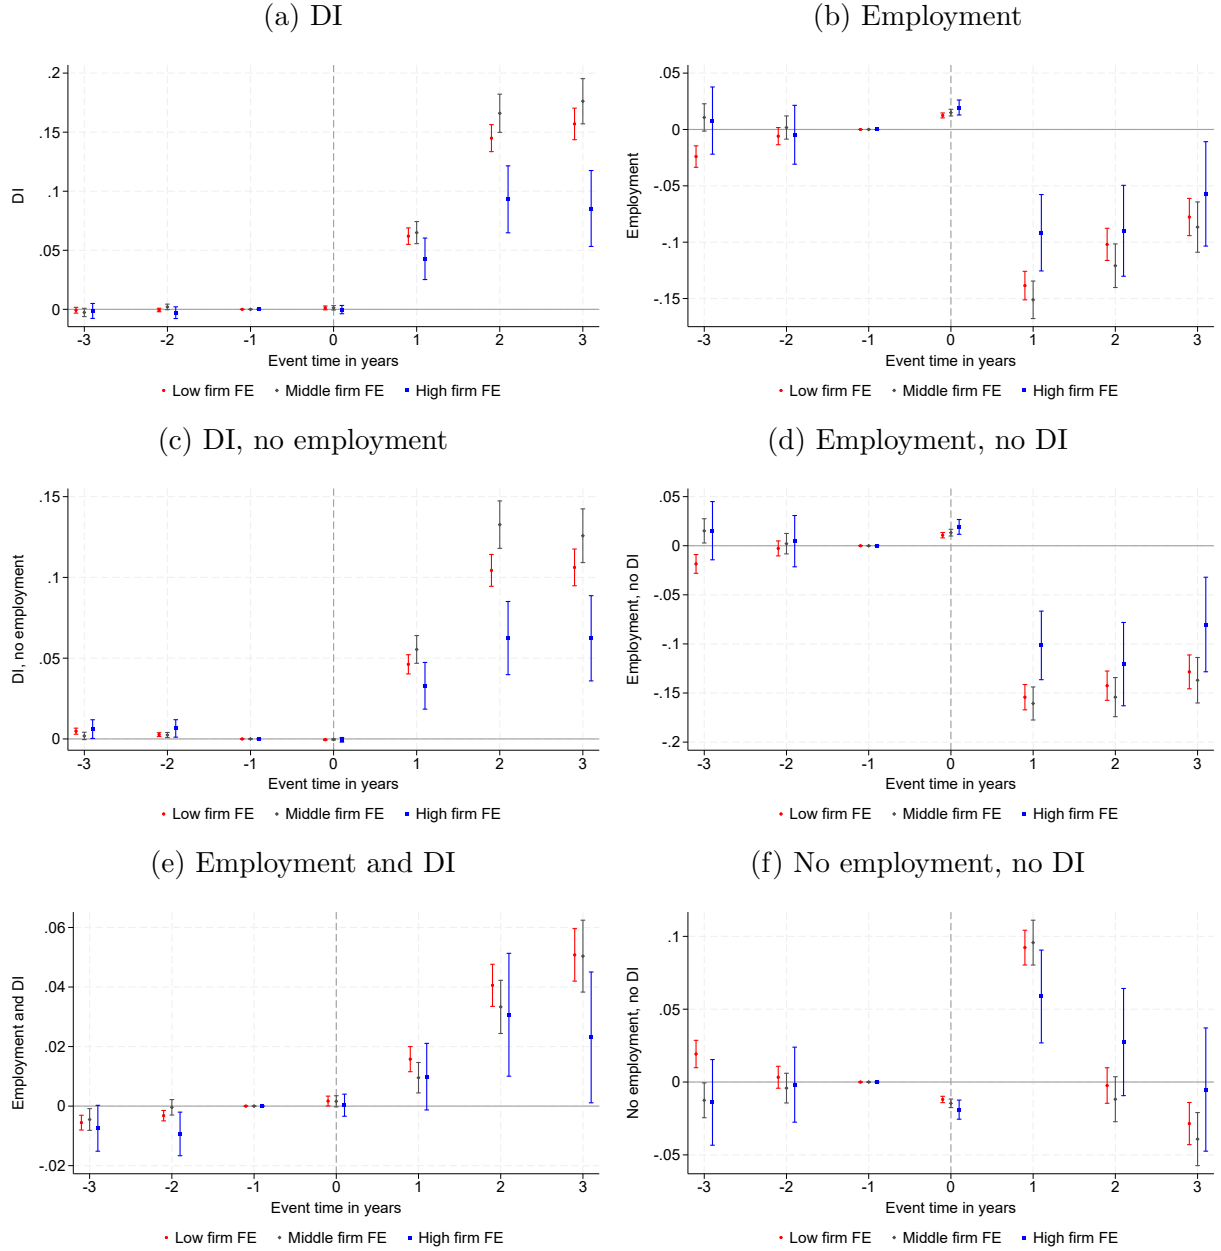 (a) DI
DI
.2
.15
.1
.05
0
-3 -2 -1 0 1 2 3
Event time in years
Low firm FE Middle firm FE High firm FE
(b) Employment
Employment
.05
0
-.05
-.1
-.15
-3 -2 -1 0 1 2 3
Event time in years
Low firm FE Middle firm FE High firm FE
(c) DI, no employment
DI, no employment
.15
.1
.05
0
-3 -2 -1 0 1 2 3
Event time in years
Low firm FE Middle firm FE High firm FE
(d) Employment, no DI
Employment, no DI
.05
0
-.05
-.1
-.15
-.2
-3 -2 -1 0 1 2 3
Event time in years
Low firm FE Middle firm FE High firm FE
(e) Employment and DI
Employment and DI
.06
.04
.02
0
-.02
-3 -2 -1 0 1 2 3
Event time in years
Low firm FE Middle firm FE High firm FE
(f) No employment, no DI
No employment, no DI
.1
.05
0
-.05
-3 -2 -1 0 1 2 3
Event time in years
Low firm FE Middle firm FE High firm FE